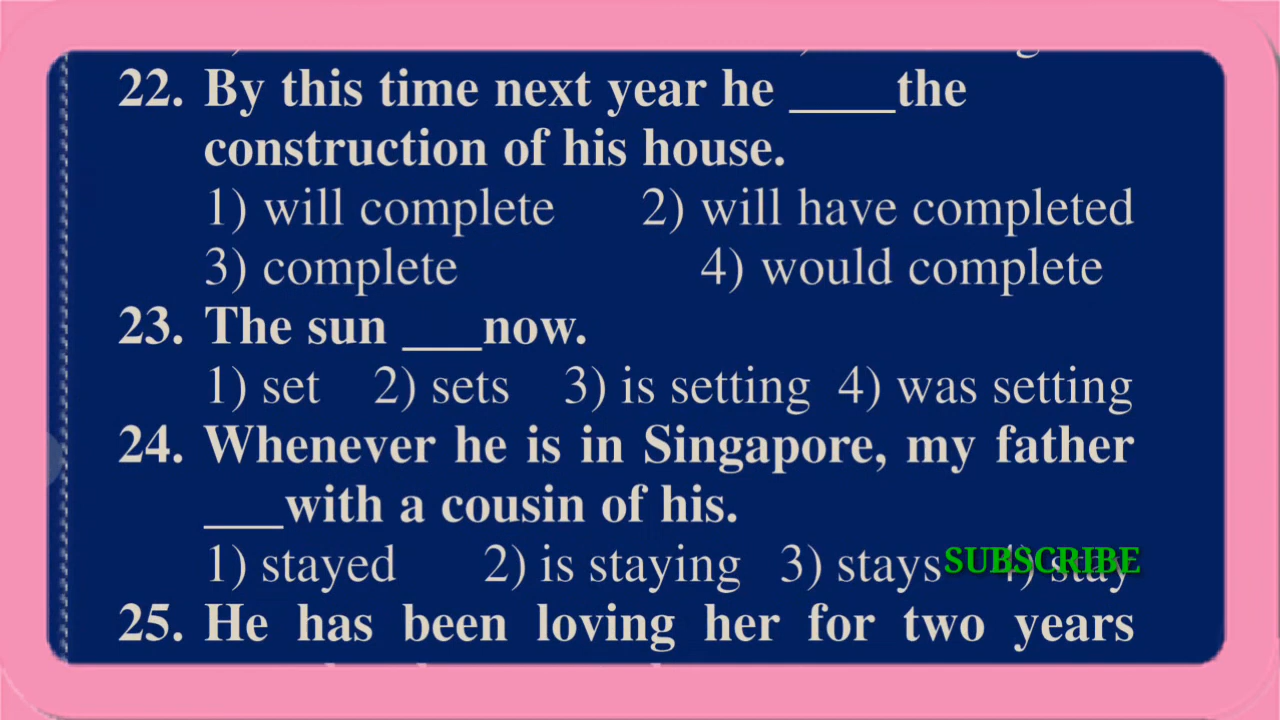 22. By this time next year he ____the
construction of his house.
1) will complete 2) will have completed
3) complete 4) would complete
23. The sun ___now.
1) set 2) sets 3) is setting 4) was setting
24. Whenever he is in Singapore, my father
___with a cousin of his.
1) stayed 2) is staying 3) stays 4) stay
SUBSCRIBE
25. He has been loving her for two years